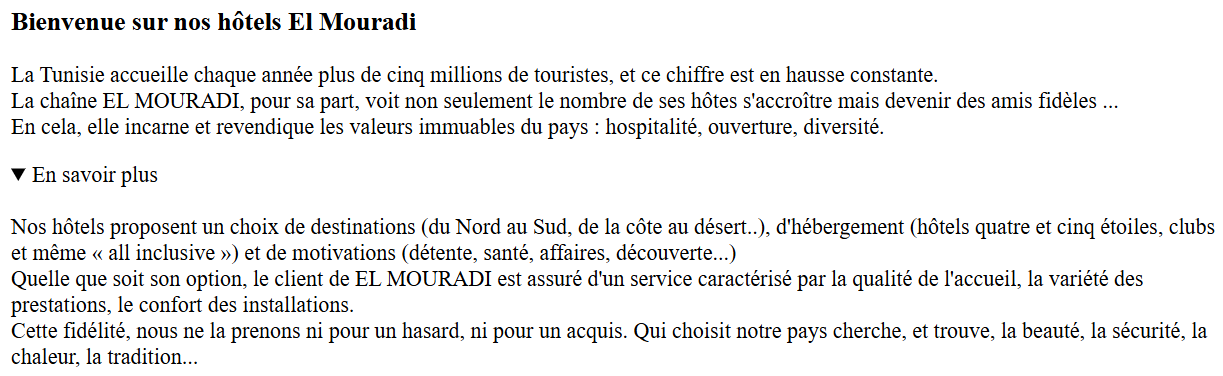 Bienvenue sur nos hôtels El Mouradi
La Tunisie accueille chaque année plus de cinq millions de touristes, et ce chiffre est en hausse constante.
La chaîne EL MOURADI, pour sa part, voit non seulement le nombre de ses hôtes s'accroître mais devenir des amis fidèles ...
En cela, elle incarne et revendique les valeurs immuables du pays : hospitalité, ouverture, diversité.
▼ En savoir plus
Nos hôtels proposent un choix de destinations (du Nord au Sud, de la côte au désert..), d'hébergement (hôtels quatre et cinq étoiles, clubs
et même « all inclusive ») et de motivations (détente, santé, affaires, découverte...)
Quelle que soit son option, le client de EL MOURADI est assuré d'un service caractérisé par la qualité de l'accueil, la variété des
prestations, le confort des installations.
Cette fidélité, nous ne la prenons ni pour un hasard, ni pour un acquis. Qui choisit notre pays cherche, et trouve, la beauté, la sécurité, la
chaleur, la tradition...